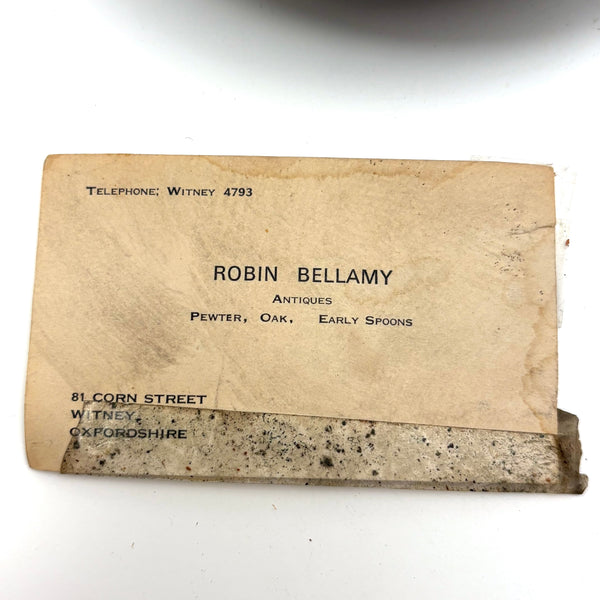 TELEPHONE: WITNEY 4793
ROBIN BELLAMY
ANTIQUES
PEWTER, OAK, EARLY SPOONS
81 CORN STREET
WITNEY
OXFORDSHIRE